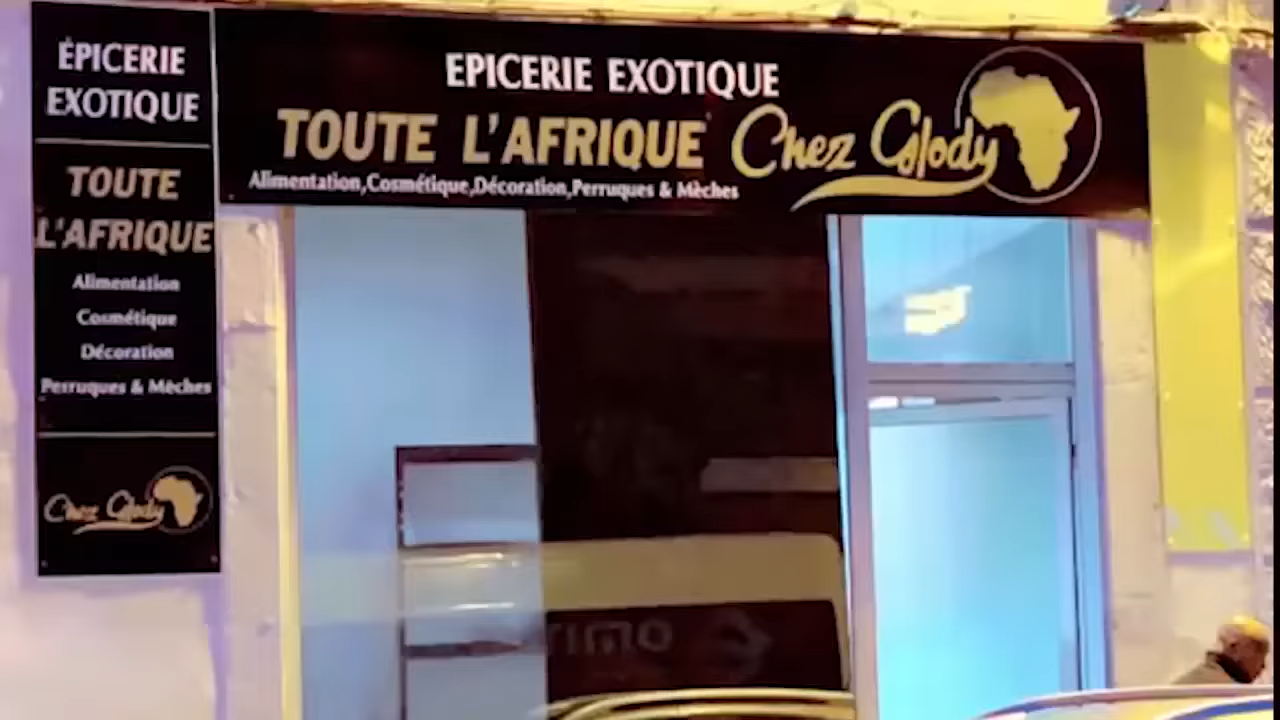 ÉPICERIE
EXOTIQUE
TOUTE
L'AFRIQUE
Alimentation
Cosmétique
Décoration
Perruques & Mèches
Chez Glody
EPICERIE EXOTIQUE
TOUTE L'AFRIQUE
Chez Glody
Alimentation,Cosmétique,Décoration,Perruques & Mèches